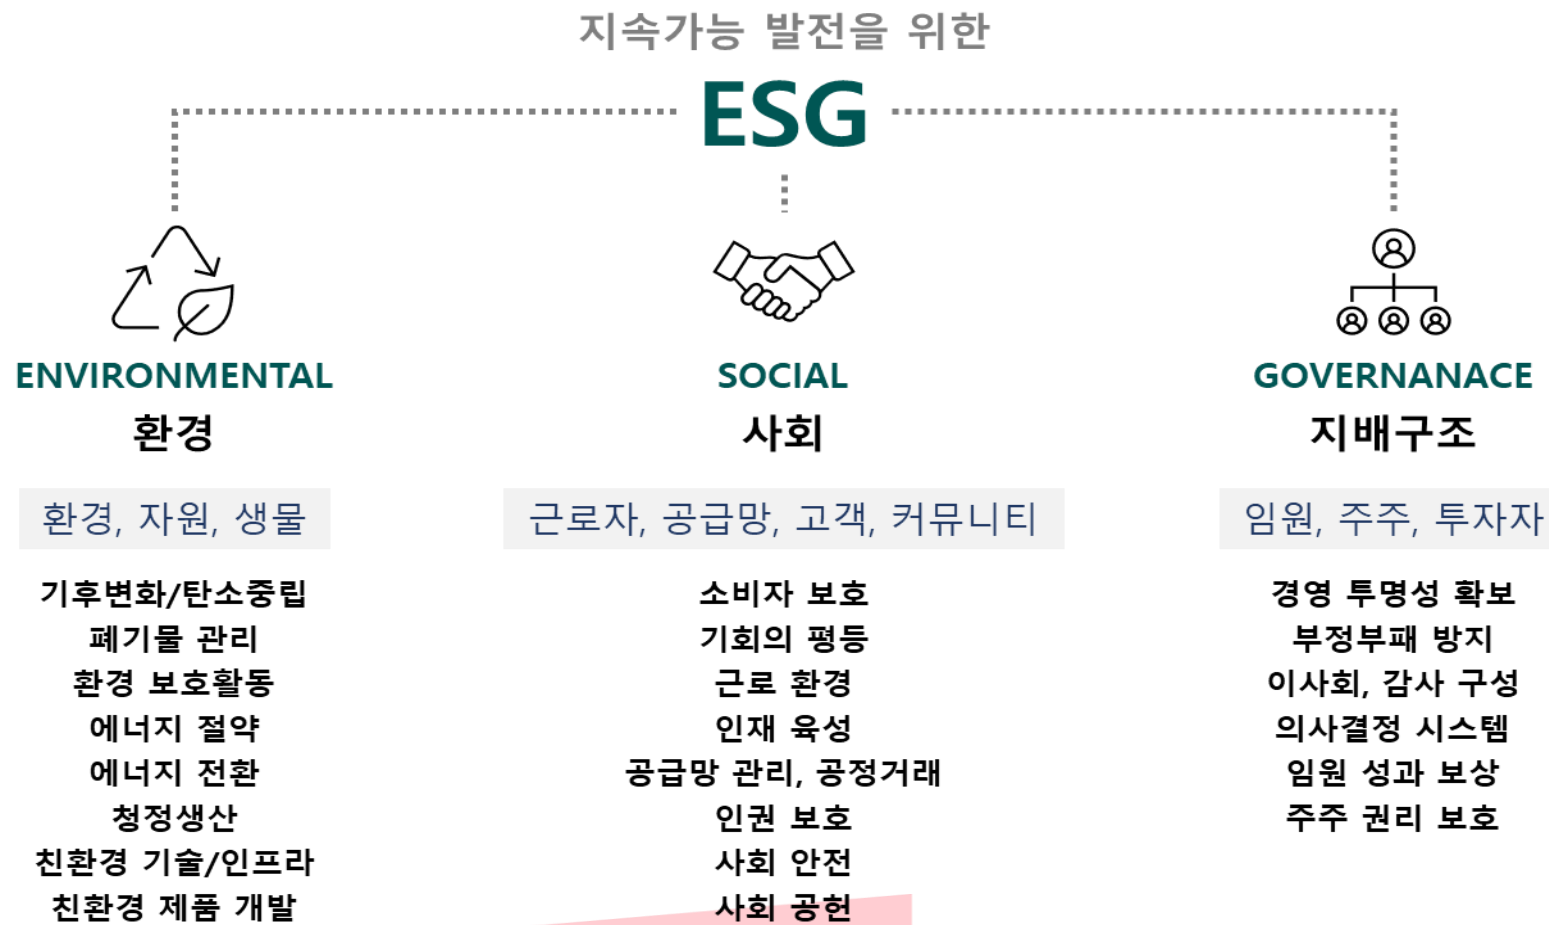 지속가능 발전을 위한
ESG
ENVIRONMENTAL
환경
환경, 자원, 생물
기후변화/탄소중립
폐기물 관리
환경 보호활동
에너지 절약
에너지 전환
청정생산
친환경 기술/인프라
친환경 제품 개발
SOCIAL
사회
근로자, 공급망, 고객, 커뮤니티
소비자 보호
기회의 평등
근로 환경
인재 육성
공급망 관리, 공정거래
인권 보호
사회 안전
사회 공헌
GOVERNANACE
지배구조
임원, 주주, 투자자
경영 투명성 확보
부정부패 방지
이사회, 감사 구성
의사결정 시스템
임원 성과 보상
주주 권리 보호